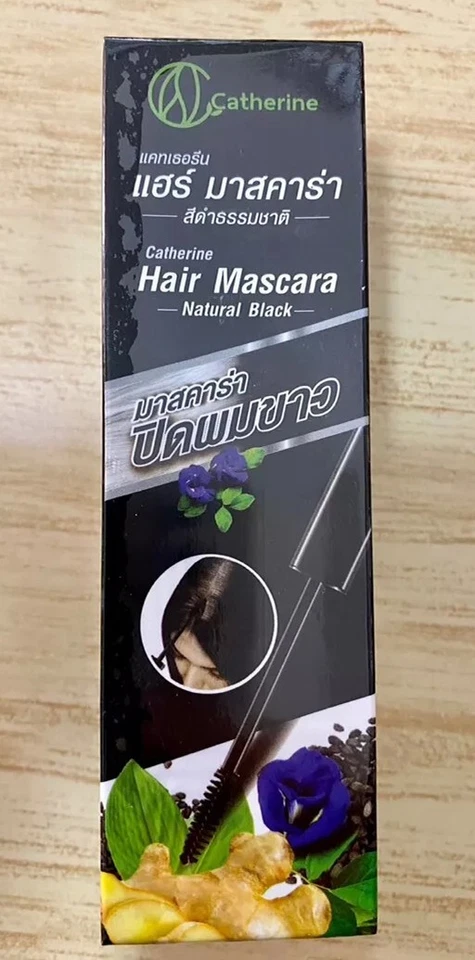 Catherine
แคทเธอรีน
แฮร์ มาสคาร่า
สีดำธรรมชาติ
Catherine
Hair Mascara
Natural Black
มาสคาร่า
ปิดผมขาว